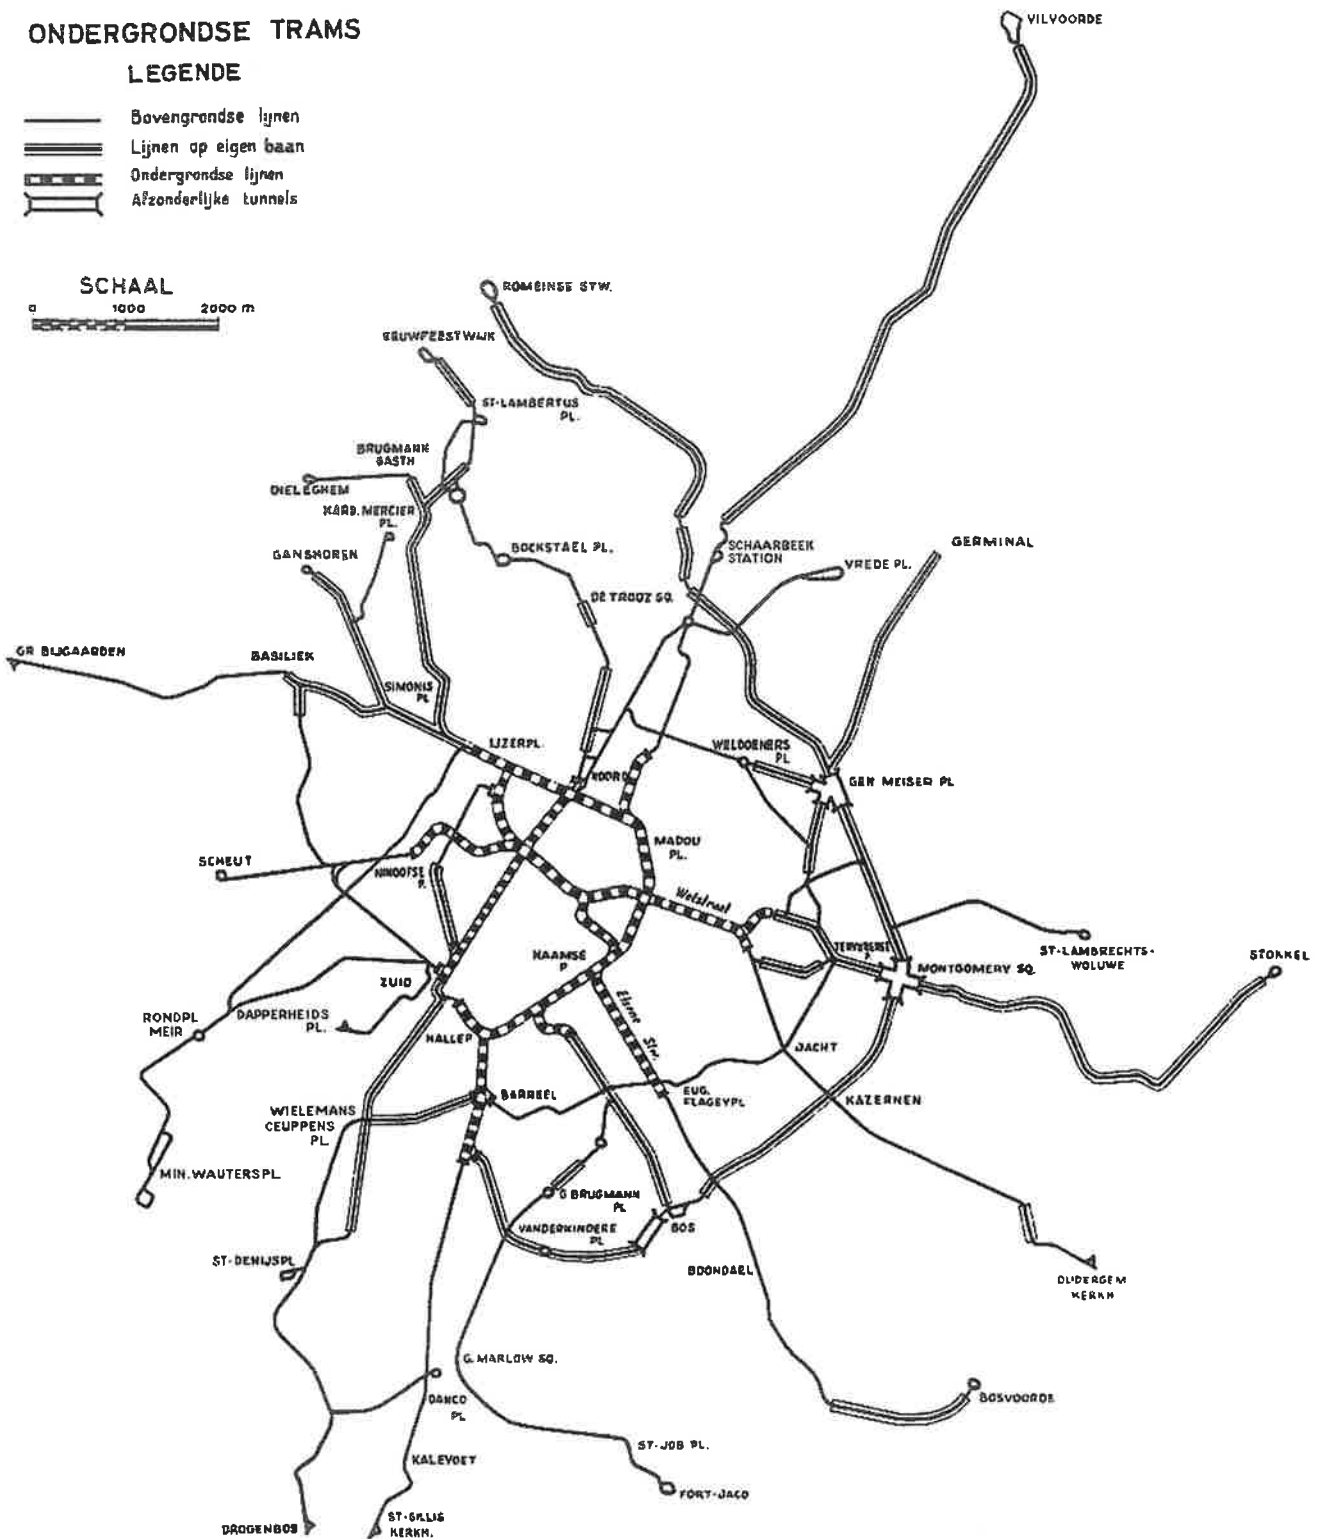 ONDERGRONDSE TRAMS
LEGENDE
Bovengrondse lijnen
Lijnen op eigen baan
Ondergrondse lijnen
Afzonderlijke tunnels
SCHAAL
0 1000 2000 m
VILVOORDE
ROMEINSE STW.
EEUWFEESTWIJK
ST-LAMBERTUS
PL.
BRUGMANN
GASTH
DIELEGHEM
KARD. MERCIER
PL.
GANSHOREN
BOCKSTAEL PL.
SCHAARBEEK
STATION
GERMINAL
VREDE PL.
DE TROOZ SQ.
GR BIJGAARDEN
BASILIEK
SIMONIS
PL
IJZERPL.
NOORD
WELDOENERS
PL
GEN MEISER PL
MADOU
PL.
SCHEUT
NINOOFSE
P.
Wetstraat
TERVURENSE
P.
ST-LAMBRECHTS-
WOLUWE
STOKKEL
NAAMSE
P
MONTGOMERY SQ.
ZUID
Elsene Stw.
RONDPL
MEIR
DAPPERHEIDS
PL.
HALLEP
JACHT
BARREEL
EUG.
FLAGEYPL
KAZERNEN
WIELEMANS
CEUPPENS
PL.
MIN. WAUTERSPL
G BRUGMANN
PL
VANDERKINDERE
PL
BOS
ST-DENIJSPL
BOONDAEL
OUDERGEM
KERKH
G. MARLOW SQ.
DANCO
PL
BOSVOORDE
KALEVOET
ST-JOB PL.
FORT-JACO
DROGENBOS
ST-GILLIS
KERKH.